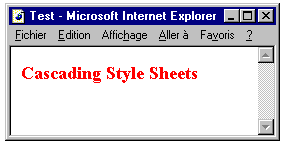 Test - Microsoft Internet Explorer
Fichier Edition Affichage Aller à Favoris ?
Cascading Style Sheets